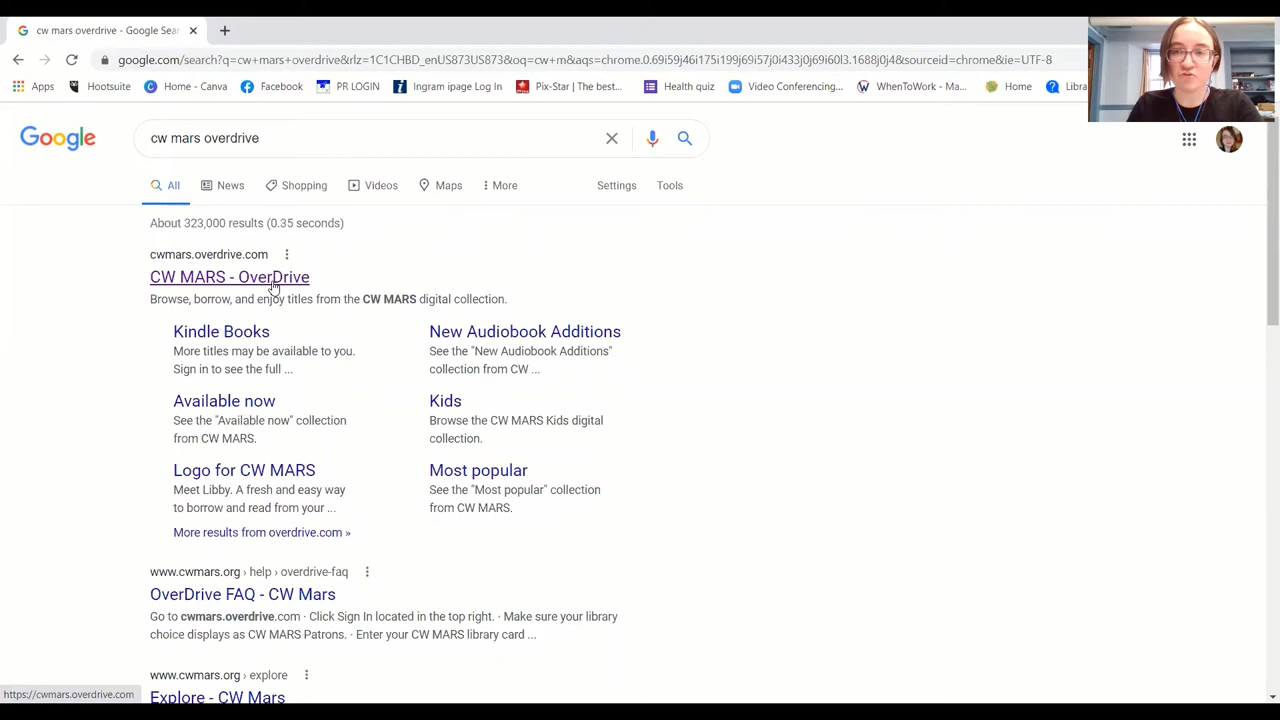 cw mars overdrive - Google Sear
google.com/search?q=cw+mars+overdrive&rlz=1C1CHBD_enUS873US873&oq=cw+m&aqs=chrome.0.69i59j46i175i199j69i57j0i433j0j69i60l3.1688j0j4&sourceid=chrome&ie=UTF-8
Apps Hootsuite Home - Canva Facebook PR LOGIN Ingram ipage Log In Pix-Star | The best... Health quiz Video Conferencing... WhenToWork - Ma... Home Libra
Google cw mars overdrive
All News Shopping Videos Maps More Settings Tools
About 323,000 results (0.35 seconds)
cwmars.overdrive.com
CW MARS - OverDrive
Browse, borrow, and enjoy titles from the CW MARS digital collection.
Kindle Books
More titles may be available to you.
Sign in to see the full ...
New Audiobook Additions
See the "New Audiobook Additions"
collection from CW ...
Available now
See the "Available now" collection
from CW MARS.
Kids
Browse the CW MARS Kids digital
collection.
Logo for CW MARS
Meet Libby. A fresh and easy way
to borrow and read from your ...
Most popular
See the "Most popular" collection
from CW MARS.
More results from overdrive.com »
www.cwmars.org › help › overdrive-faq
OverDrive FAQ - CW Mars
Go to cwmars.overdrive.com · Click Sign In located in the top right. · Make sure your library
choice displays as CW MARS Patrons. · Enter your CW MARS library card ...
www.cwmars.org › explore
Explore - CW Mars
https://cwmars.overdrive.com